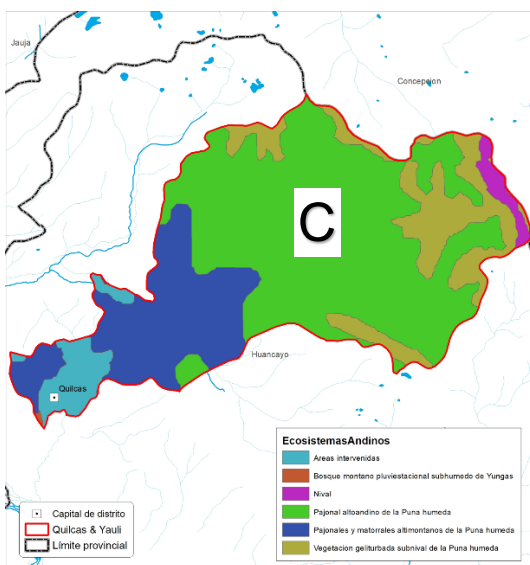 Jauja
Concepcion
C
Huancayo
Quilcas
EcosistemasAndinos
Areas intervenidas
Bosque montano pluviestacional subhumedo de Yungas
Nival
Pajonal altoandino de la Puna humeda
Pajonales y matorrales altimontanos de la Puna humeda
Vegetacion geliturbada subnival de la Puna humeda
Capital de distrito
Quilcas & Yauli
Límite provincial